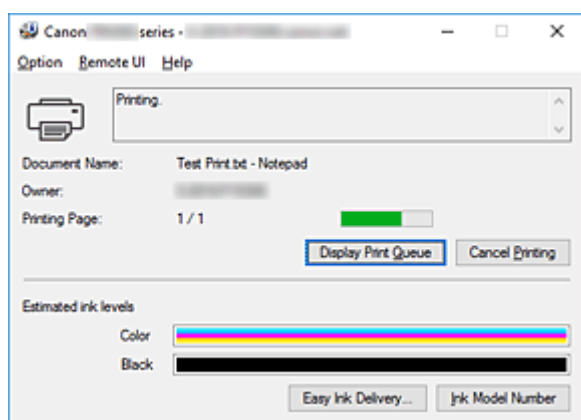 Canon series -
Option Remote UI Help
Printing.
Document Name: Test Print.txt - Notepad
Owner:
Printing Page: 1 / 1
Display Print Queue Cancel Printing
Estimated ink levels
Color
Black
Easy Ink Delivery... Ink Model Number